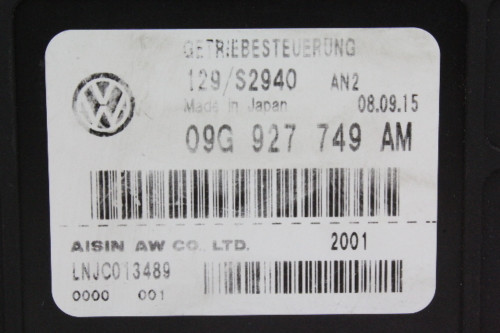 GETRIEBESTEUERUNG
129/S2940 AN2
Made in Japan 08.09.15
09G 927 749 AM
AISIN AW CO., LTD. 2001
LNJC013489
0000 001